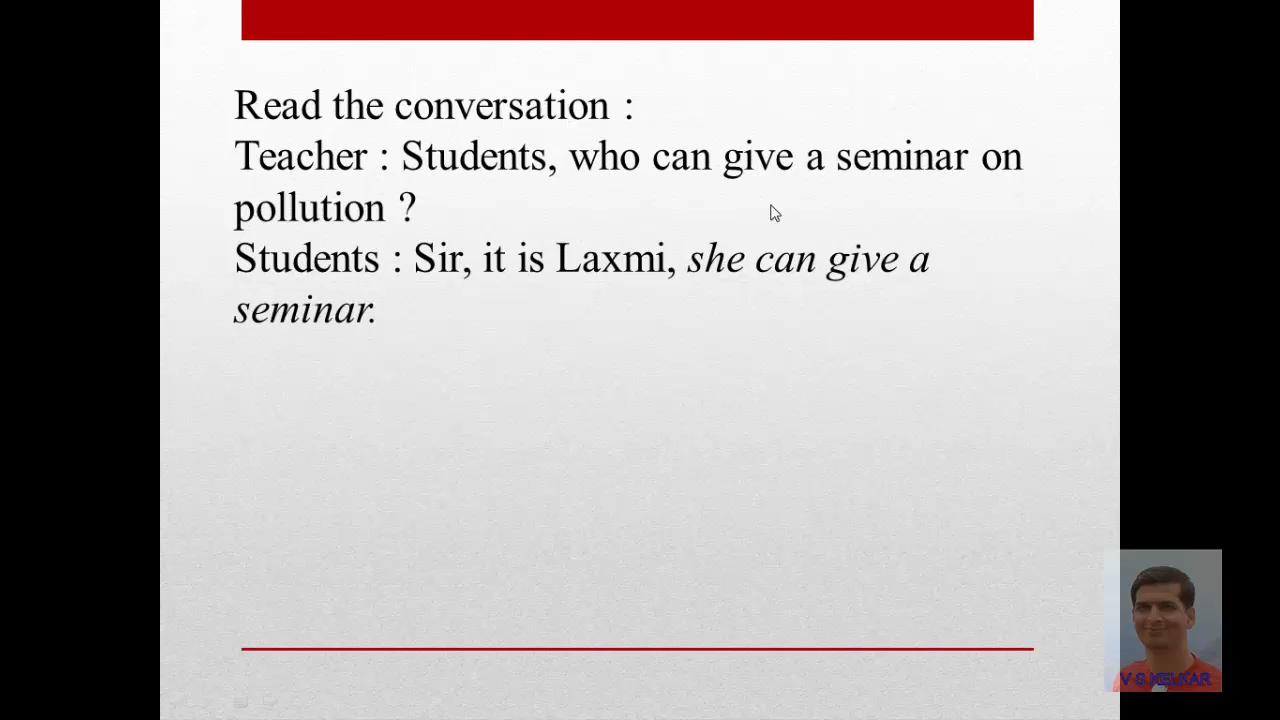 Read the conversation :
Teacher : Students, who can give a seminar on
pollution ?
Students : Sir, it is Laxmi, she can give a
seminar.
V S KELKAR